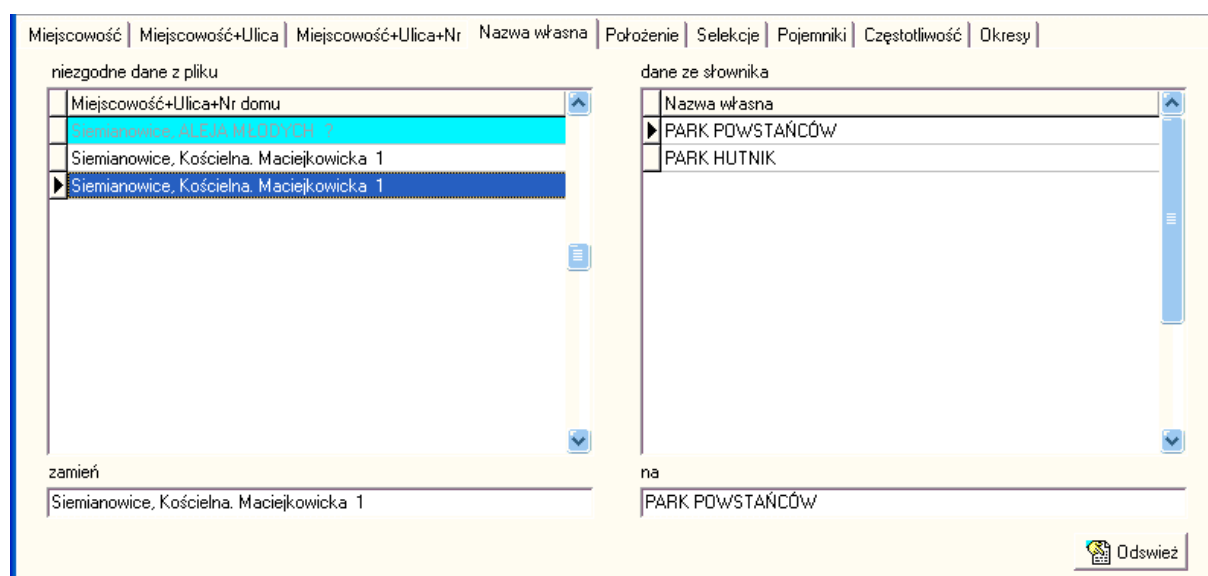 Miejscowość Miejscowość+Ulica Miejscowość+Ulica+Nr Nazwa własna Położenie Selekcje Pojemniki Częstotliwość Okresy
niezgodne dane z pliku
Miejscowość+Ulica+Nr domu
Siemianowice, ALEJA MŁODYCH ?
Siemianowice, Kościelna. Maciejkowicka 1
Siemianowice, Kościelna. Maciejkowicka 1
zamień
Siemianowice, Kościelna. Maciejkowicka 1
dane ze słownika
Nazwa własna
PARK POWSTAŃCÓW
PARK HUTNIK
na
PARK POWSTAŃCÓW
Odswież